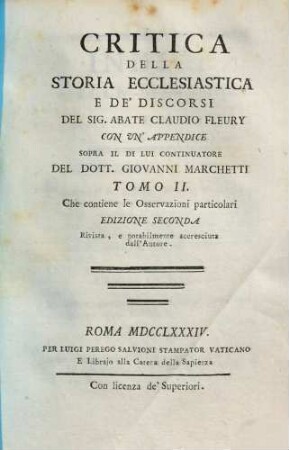 CRITICA
DELLA
STORIA ECCLESIASTICA
E DE' DISCORSI
DEL SIG. ABATE CLAUDIO FLEURY
CON UN' APPENDICE
SOPRA IL DI LUI CONTINUATORE
DEL DOTT. GIOVANNI MARCHETTI
TOMO II.
Che contiene le Osservazioni particolari
EDIZIONE SECONDA
Rivista, e notabilmente accresciuta
dall'Autore.
ROMA MDCCLXXXIV.
PER LUIGI PEREGO SALVIONI STAMPATOR VATICANO
E Librajo alla Catena della Sapienza
Con licenza de' Superiori.